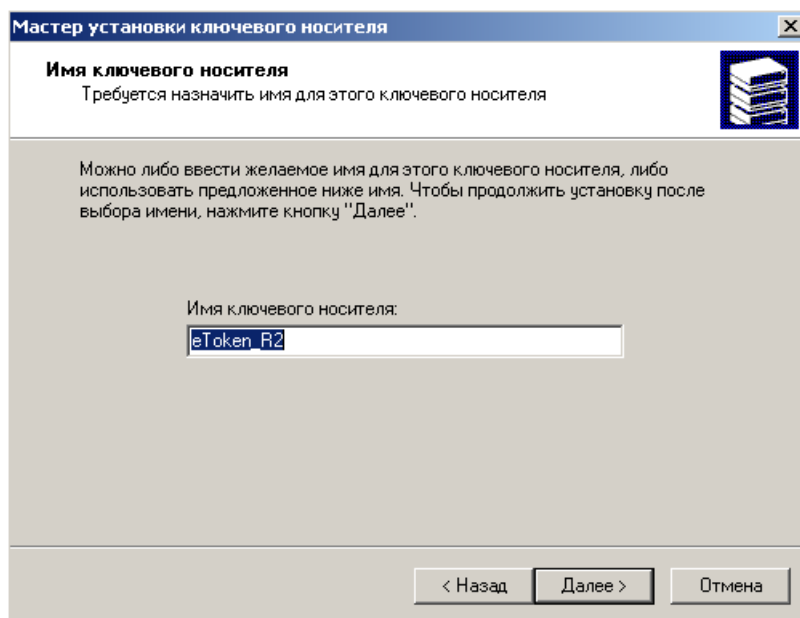 Мастер установки ключевого носителя
Имя ключевого носителя
Требуется назначить имя для этого ключевого носителя
Можно либо ввести желаемое имя для этого ключевого носителя, либо
использовать предложенное ниже имя. Чтобы продолжить установку после
выбора имени, нажмите кнопку "Далее".
Имя ключевого носителя:
eToken_R2
< Назад Далее > Отмена